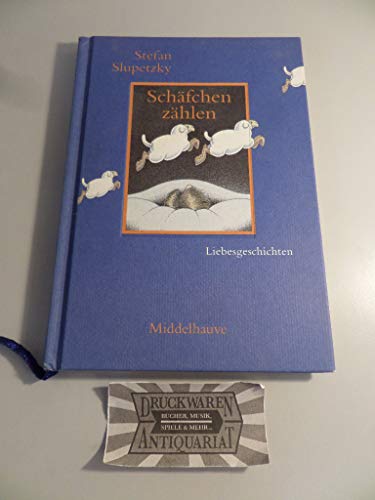 Stefan
Slupetzky
Schäfchen
zählen
Liebesgeschichten
Middelhauve
DRUCKWAREN
BÜCHER, MUSIK,
SPIELE & MEHR...
ANTIQUARIAT